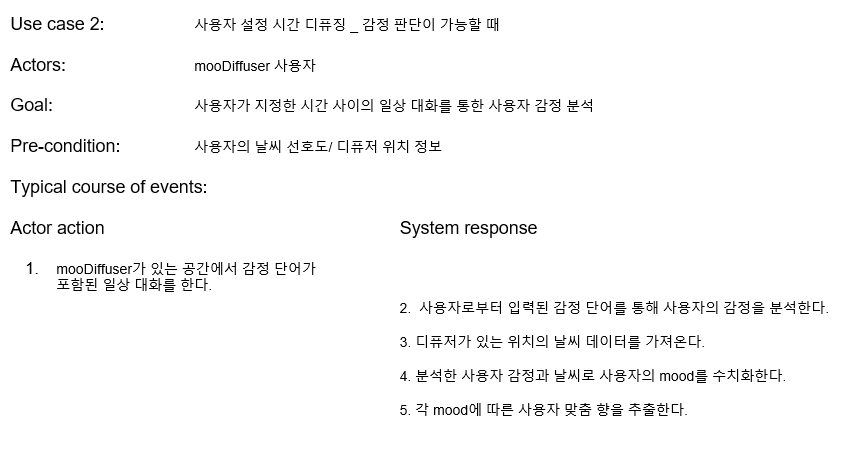 Use case 2: 사용자 설정 시간 디퓨징 _ 감정 판단이 가능할 때
Actors: mooDiffuser 사용자
Goal: 사용자가 지정한 시간 사이의 일상 대화를 통한 사용자 감정 분석
Pre-condition: 사용자의 날씨 선호도/ 디퓨저 위치 정보
Typical course of events:
Actor action System response
1. mooDiffuser가 있는 공간에서 감정 단어가
포함된 일상 대화를 한다.
2. 사용자로부터 입력된 감정 단어를 통해 사용자의 감정을 분석한다.
3. 디퓨저가 있는 위치의 날씨 데이터를 가져온다.
4. 분석한 사용자 감정과 날씨로 사용자의 mood를 수치화한다.
5. 각 mood에 따른 사용자 맞춤 향을 추출한다.